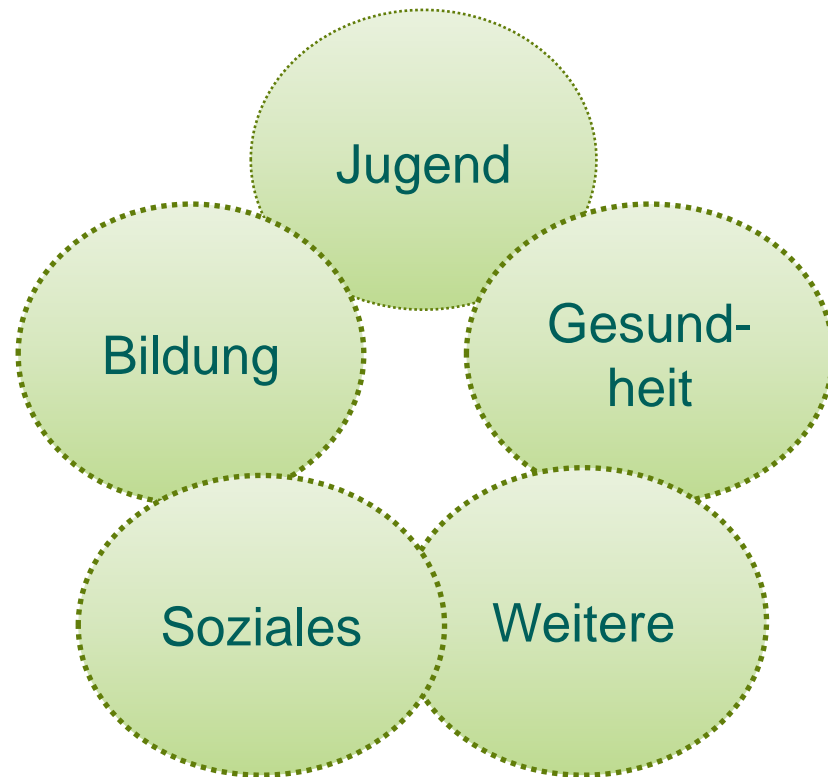 Jugend
Bildung
Gesund-
heit
Soziales
Weitere